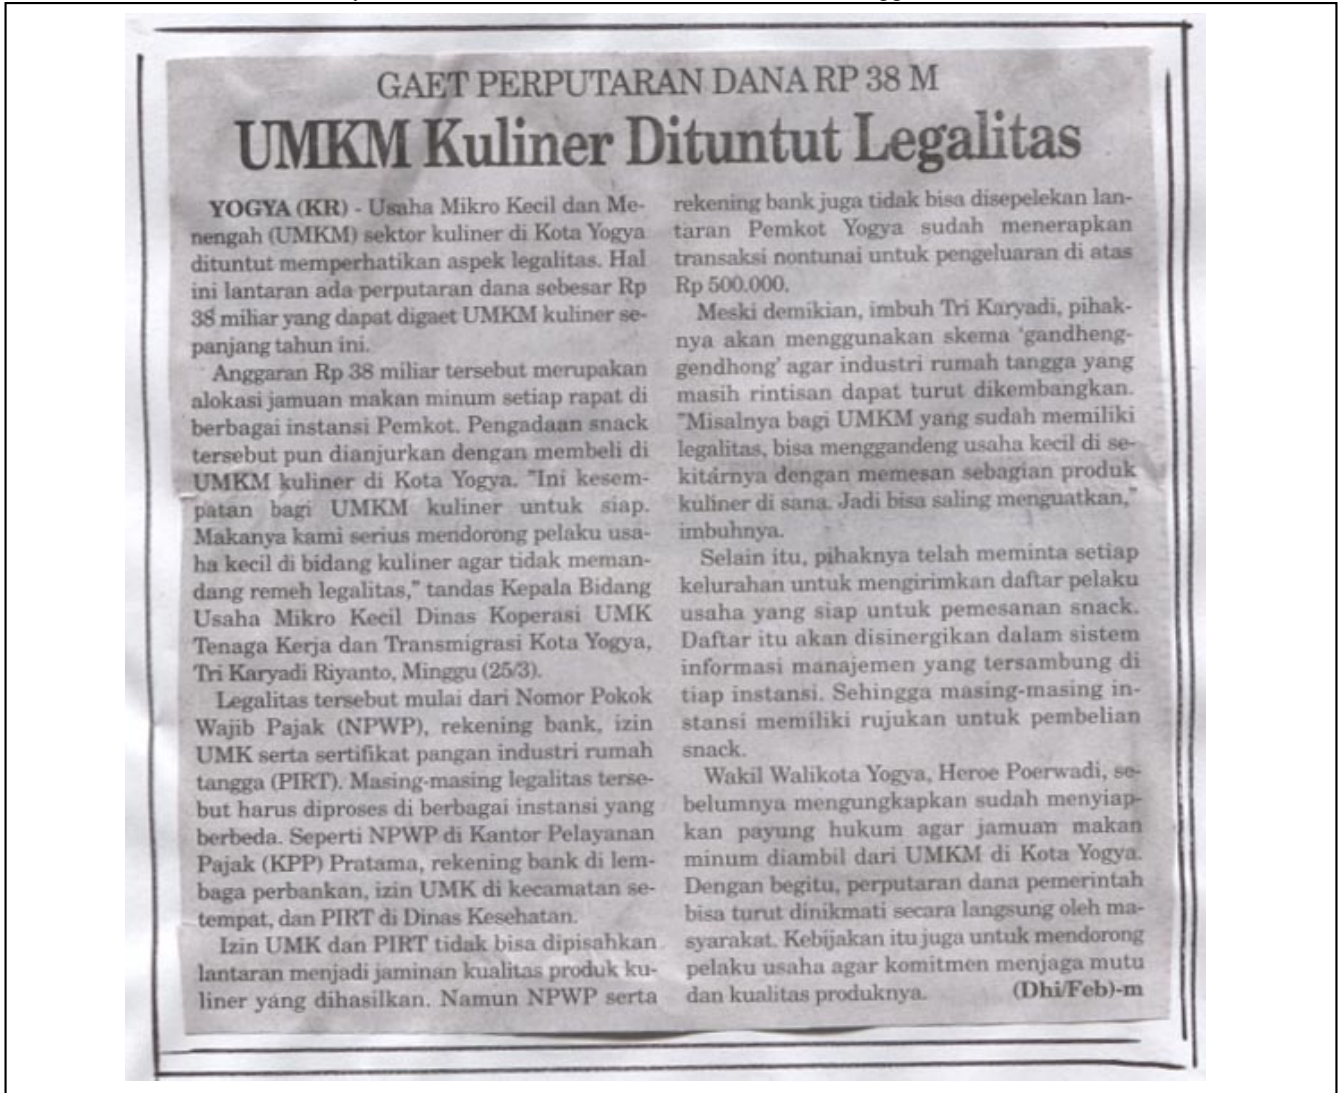 GAET PERPUTARAN DANA RP 38 M
UMKM Kuliner Dituntut Legalitas
YOGYA (KR) - Usaha Mikro Kecil dan Me-
nengah (UMKM) sektor kuliner di Kota Yogya
dituntut memperhatikan aspek legalitas. Hal
ini lantaran ada perputaran dana sebesar Rp
38 miliar yang dapat digaet UMKM kuliner se-
panjang tahun ini.
Anggaran Rp 38 miliar tersebut merupakan
alokasi jamuan makan minum setiap rapat di
berbagai instansi Pemkot. Pengadaan snack
tersebut pun dianjurkan dengan membeli di
UMKM kuliner di Kota Yogya. "Ini kesem-
patan bagi UMKM kuliner untuk siap.
Makanya kami serius mendorong pelaku usa-
ha kecil di bidang kuliner agar tidak meman-
dang remeh legalitas," tandas Kepala Bidang
Usaha Mikro Kecil Dinas Koperasi UMK
Tenaga Kerja dan Transmigrasi Kota Yogya,
Tri Karyadi Riyanto, Minggu (25/3).
Legalitas tersebut mulai dari Nomor Pokok
Wajib Pajak (NPWP), rekening bank, izin
UMK serta sertifikat pangan industri rumah
tangga (PIRT). Masing-masing legalitas terse-
but harus diproses di berbagai instansi yang
berbeda. Seperti NPWP di Kantor Pelayanan
Pajak (KPP) Pratama, rekening bank di lem-
baga perbankan, izin UMK di kecamatan se-
tempat, dan PIRT di Dinas Kesehatan.
Izin UMK dan PIRT tidak bisa dipisahkan
lantaran menjadi jaminan kualitas produk ku-
liner yang dihasilkan. Namun NPWP serta
rekening bank juga tidak bisa disepelekan lan-
taran Pemkot Yogya sudah menerapkan
transaksi nontunai untuk pengeluaran di atas
Rp 500.000.
Meski demikian, imbuh Tri Karyadi, pihak-
nya akan menggunakan skema 'gandheng-
gendhong' agar industri rumah tangga yang
masih rintisan dapat turut dikembangkan.
"Misalnya bagi UMKM yang sudah memiliki
legalitas, bisa menggandeng usaha kecil di se-
kitarnya dengan memesan sebagian produk
kuliner di sana. Jadi bisa saling menguatkan,"
imbuhnya.
Selain itu, pihaknya telah meminta setiap
kelurahan untuk mengirimkan daftar pelaku
usaha yang siap untuk pemesanan snack.
Daftar itu akan disinergikan dalam sistem
informasi manajemen yang tersambung di
tiap instansi. Sehingga masing-masing in-
stansi memiliki rujukan untuk pembelian
snack.
Wakil Walikota Yogya, Heroe Poerwadi, se-
belumnya mengungkapkan sudah menyiap-
kan payung hukum agar jamuan makan
minum diambil dari UMKM di Kota Yogya.
Dengan begitu, perputaran dana pemerintah
bisa turut dinikmati secara langsung oleh ma-
syarakat. Kebijakan itu juga untuk mendorong
pelaku usaha agar komitmen menjaga mutu
dan kualitas produknya. (Dhi/Feb)-m